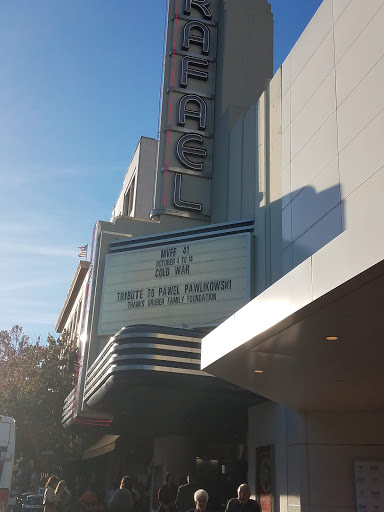 RAFAEL
MVFF 41
OCTOBER 4 TO 14
COLD WAR
TRIBUTE TO PAWEL PAWLIKOWSKI
THANKS GRUBER FAMILY FOUNDATION